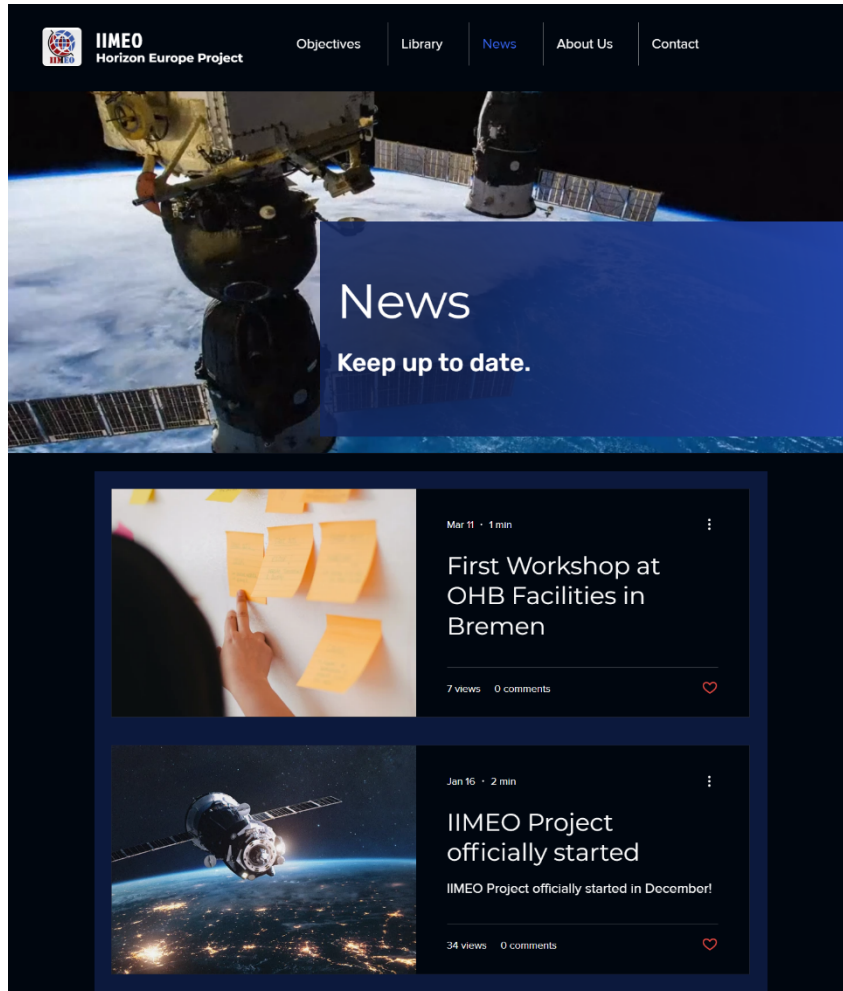 IIMEO
IIMEO
Horizon Europe Project
Objectives
Library
News
About Us
Contact
News
Keep up to date.
Mar 11 · 1 min
First Workshop at
OHB Facilities in
Bremen
7 views 0 comments
Jan 16 · 2 min
IIMEO Project
officially started
IIMEO Project officially started in December!
34 views 0 comments